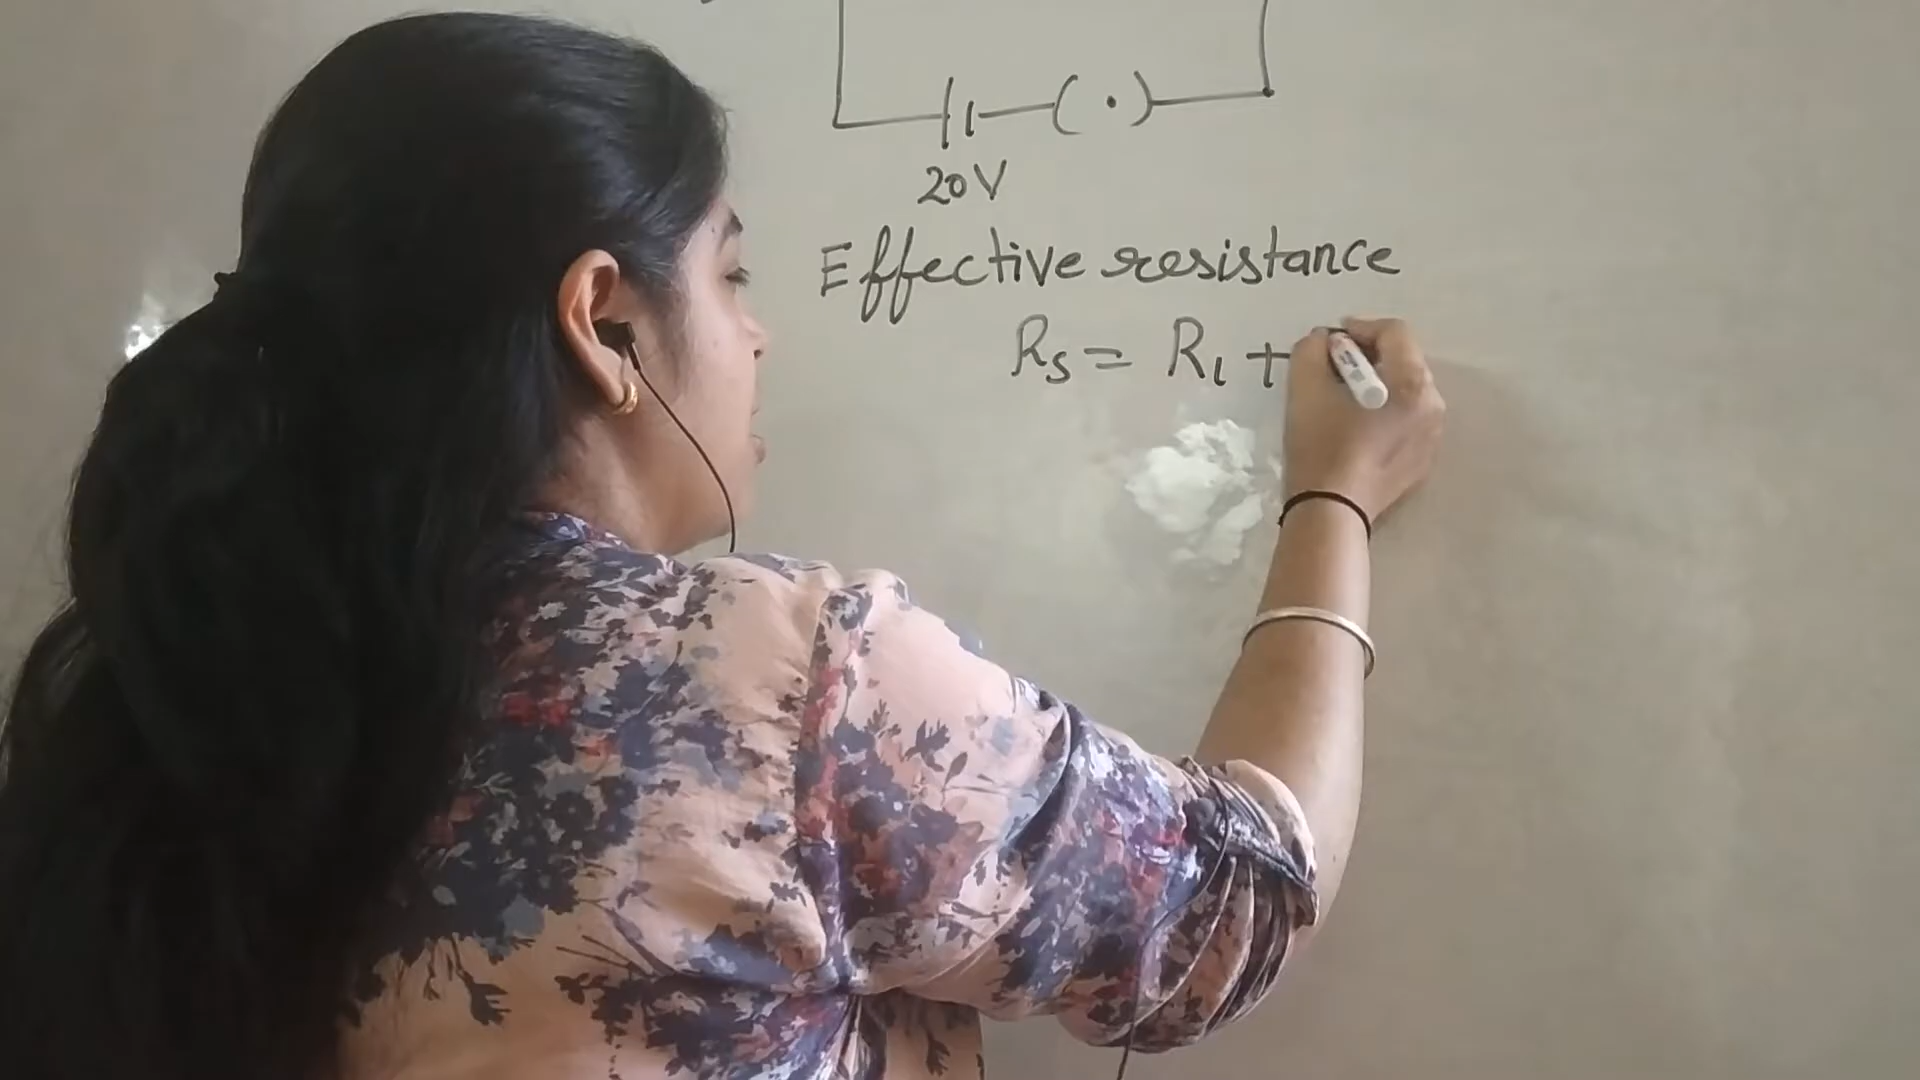 20V
Effective resistance
Rs = R1 +